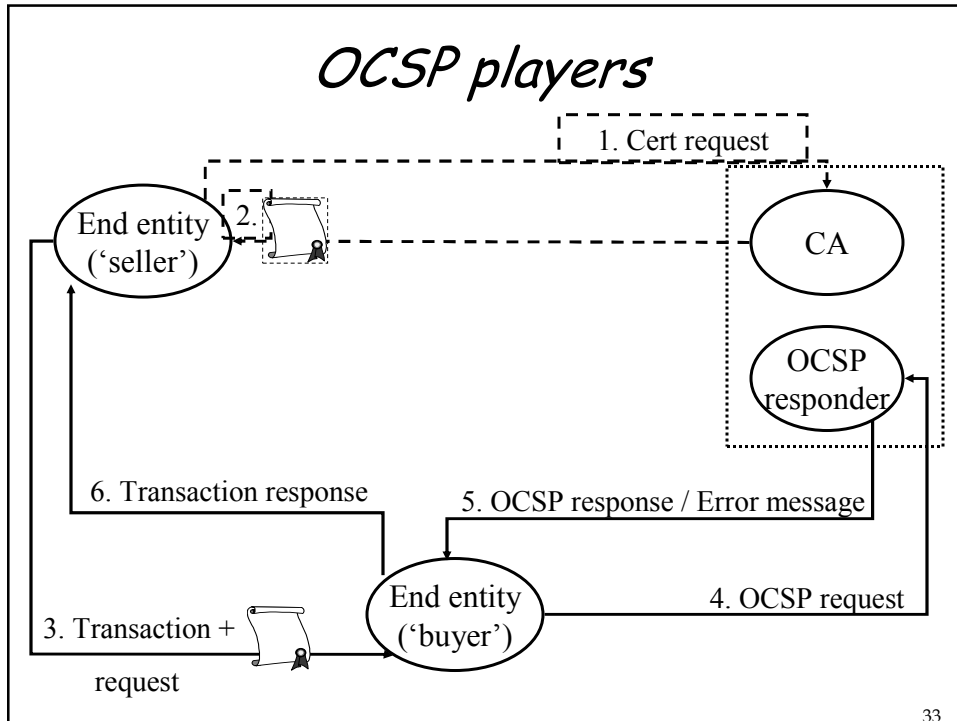 OCSP players
1. Cert request
2.
End entity
(‘seller’)
CA
OCSP
responder
6. Transaction response
5. OCSP response / Error message
End entity
(‘buyer’)
4. OCSP request
3. Transaction +
request
33